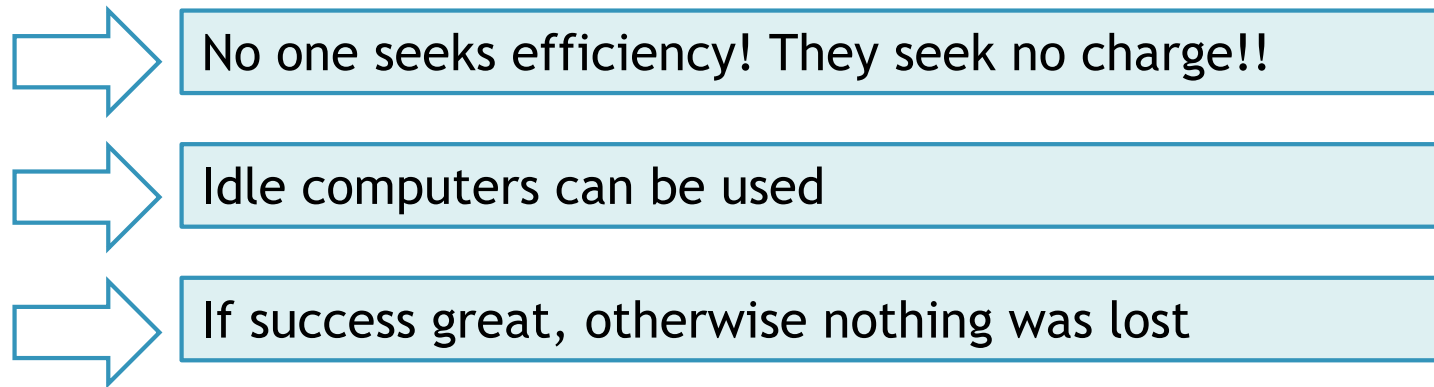 No one seeks efficiency! They seek no charge!!
Idle computers can be used
If success great, otherwise nothing was lost